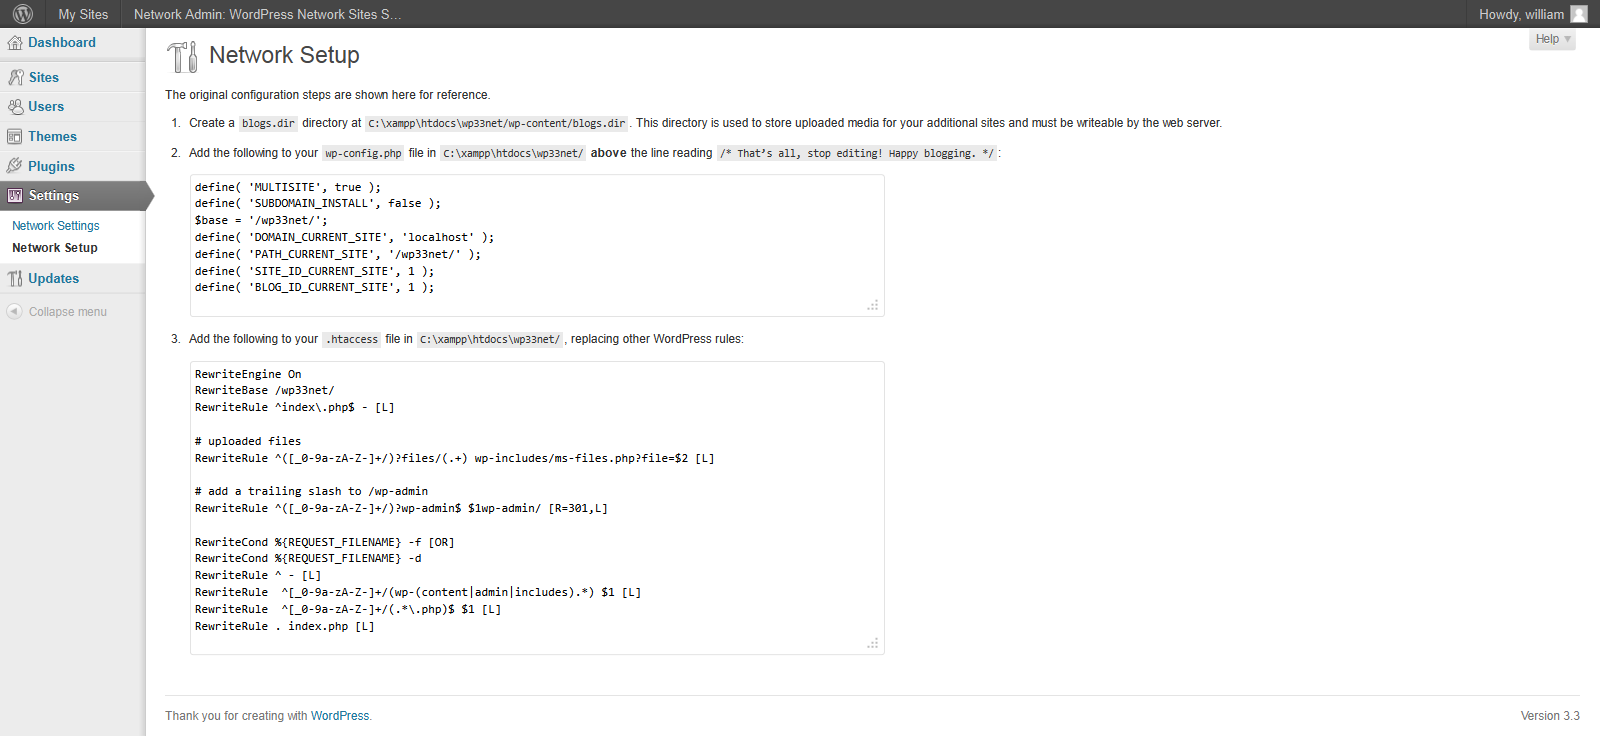 My Sites Network Admin: WordPress Network Sites S... Howdy, william
Help
Dashboard
Sites
Users
Themes
Plugins
Settings
Network Settings
Network Setup
Updates
Collapse menu
Network Setup
The original configuration steps are shown here for reference.
1. Create a blogs.dir directory at C:\xampp\htdocs\wp33net/wp-content/blogs.dir . This directory is used to store uploaded media for your additional sites and must be writeable by the web server.
2. Add the following to your wp-config.php file in C:\xampp\htdocs\wp33net/ above the line reading /* That's all, stop editing! Happy blogging. */ :
define( 'MULTISITE', true );
define( 'SUBDOMAIN_INSTALL', false );
$base = '/wp33net/';
define( 'DOMAIN_CURRENT_SITE', 'localhost' );
define( 'PATH_CURRENT_SITE', '/wp33net/' );
define( 'SITE_ID_CURRENT_SITE', 1 );
define( 'BLOG_ID_CURRENT_SITE', 1 );
3. Add the following to your .htaccess file in C:\xampp\htdocs\wp33net/ , replacing other WordPress rules:
RewriteEngine On
RewriteBase /wp33net/
RewriteRule ^index\.php$ - [L]
# uploaded files
RewriteRule ^([_0-9a-zA-Z-]+/)?files/(.+) wp-includes/ms-files.php?file=$2 [L]
# add a trailing slash to /wp-admin
RewriteRule ^([_0-9a-zA-Z-]+/)?wp-admin$ $1wp-admin/ [R=301,L]
RewriteCond %{REQUEST_FILENAME} -f [OR]
RewriteCond %{REQUEST_FILENAME} -d
RewriteRule ^ - [L]
RewriteRule  ^[_0-9a-zA-Z-]+/(wp-(content|admin|includes).*) $1 [L]
RewriteRule  ^[_0-9a-zA-Z-]+/(.*\.php)$ $1 [L]
RewriteRule . index.php [L]
Thank you for creating with WordPress. Version 3.3